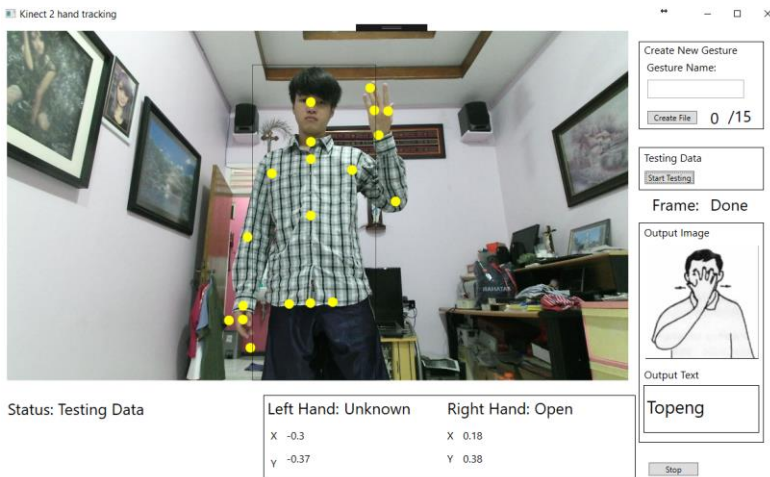 Kinect 2 hand tracking
Create New Gesture
Gesture Name:
Create File 0 /15
Testing Data
Start Testing
Frame: Done
Output Image
Output Text
Topeng
Stop
Status: Testing Data
Left Hand: Unknown Right Hand: Open
X -0.3 X 0.18
Y -0.37 Y 0.38